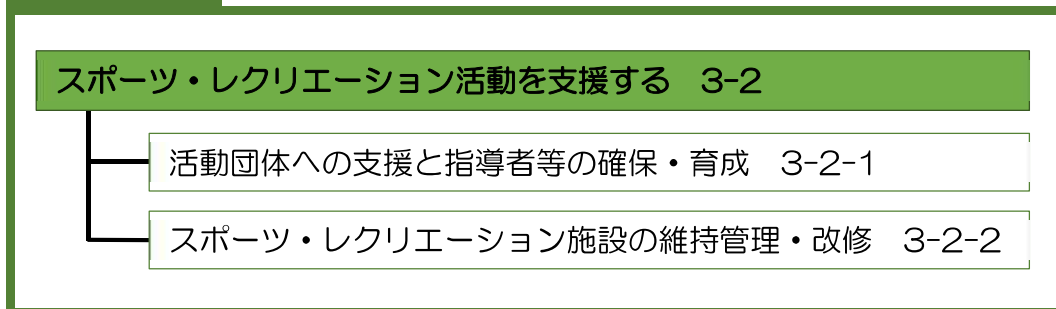 スポーツ・レクリエーション活動を支援する　3-2
活動団体への支援と指導者等の確保・育成　3-2-1
スポーツ・レクリエーション施設の維持管理・改修　3-2-2